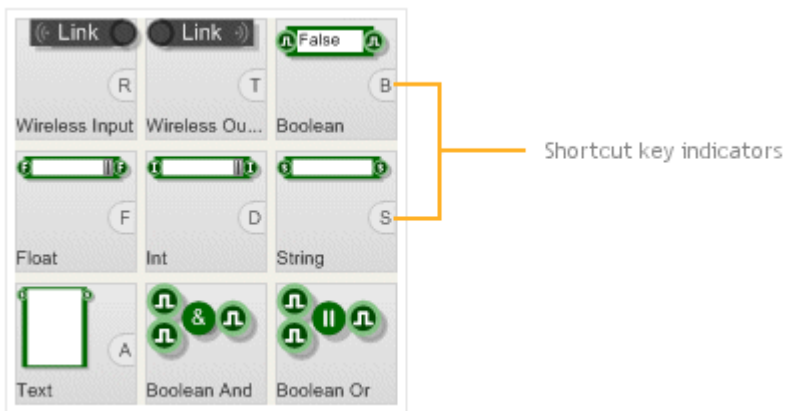 Link Link False
R T B
Wireless Input Wireless Ou... Boolean
Shortcut key indicators
F F I I S S
F D S
Float Int String
& II
A
Text Boolean And Boolean Or